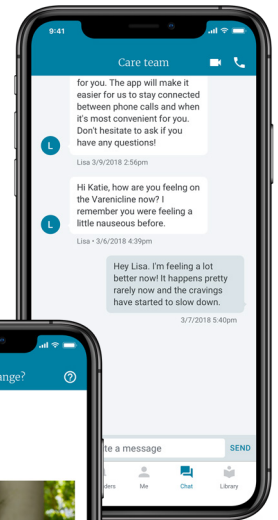 9:41
Care team
for you. The app will make it
easier for us to stay connected
between phone calls and when
it's most convenient for you.
Don't hesitate to ask if you
have any questions!
L
Lisa 3/9/2018 2:56pm
Hi Katie, how are you feelng on
the Varenicline now? I
remember you were feeling a
little nauseous before.
L
Lisa • 3/6/2018 4:39pm
Hey Lisa. I'm feeling a lot
better now! It happens pretty
rarely now and the cravings
have started to slow down.
3/7/2018 5:40pm
ange?
te a message
SEND
ders
Me
Chat
Library